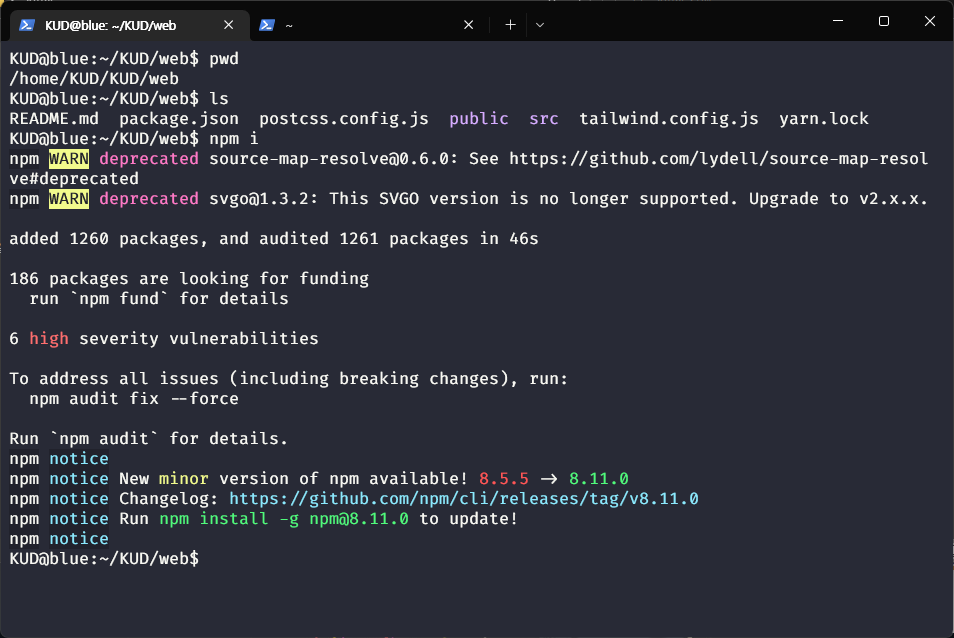 KUD@blue: ~/KUD/web
~
KUD@blue:~/KUD/web$ pwd
/home/KUD/KUD/web
KUD@blue:~/KUD/web$ ls
README.md  package.json  postcss.config.js  public  src  tailwind.config.js  yarn.lock
KUD@blue:~/KUD/web$ npm i
npm WARN deprecated source-map-resolve@0.6.0: See https://github.com/lydell/source-map-resol
ve#deprecated
npm WARN deprecated svgo@1.3.2: This SVGO version is no longer supported. Upgrade to v2.x.x.
added 1260 packages, and audited 1261 packages in 46s
186 packages are looking for funding
  run `npm fund` for details
6 high severity vulnerabilities
To address all issues (including breaking changes), run:
  npm audit fix --force
Run `npm audit` for details.
npm notice
npm notice New minor version of npm available! 8.5.5 -> 8.11.0
npm notice Changelog: https://github.com/npm/cli/releases/tag/v8.11.0
npm notice Run npm install -g npm@8.11.0 to update!
npm notice
KUD@blue:~/KUD/web$